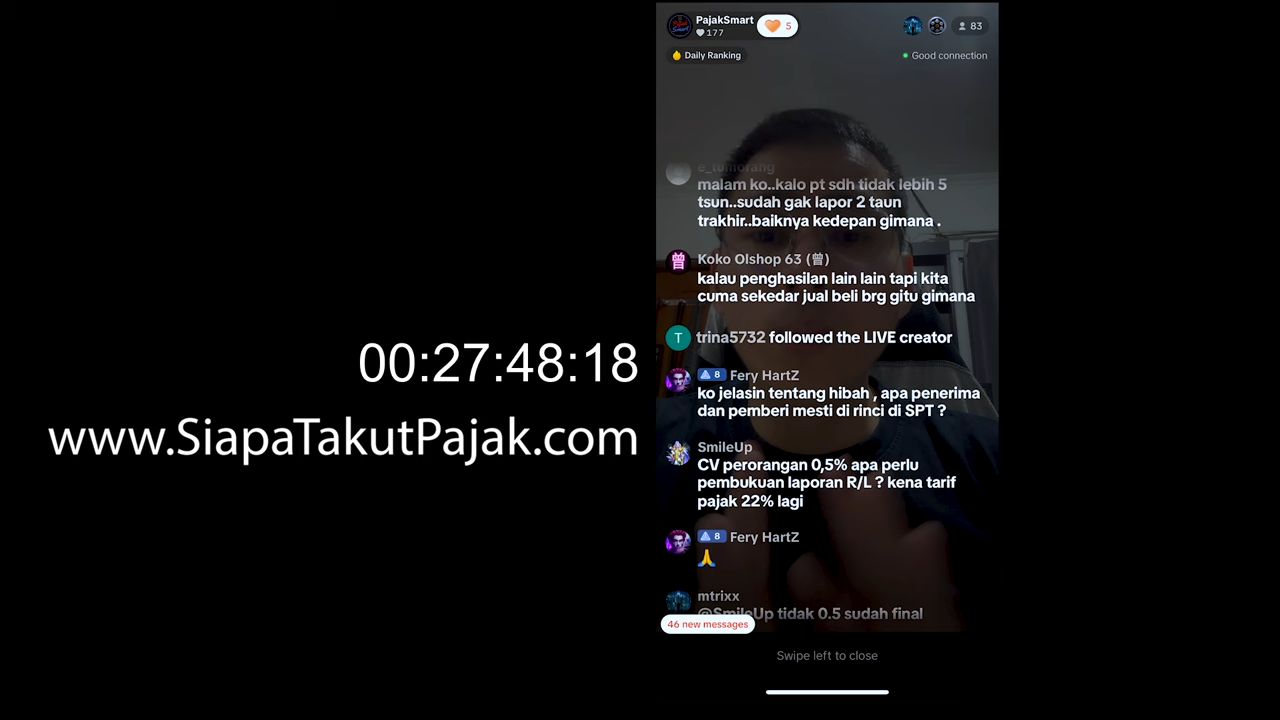 00:27:48:18
www.SiapaTakutPajak.com
PajakSmart
177
5
83
Daily Ranking
Good connection
e_tumorang
malam ko..kalo pt sdh tidak lebih 5
tsun..sudah gak lapor 2 taun
trakhir..baiknya kedepan gimana .
曾
Koko Olshop 63 (曾)
kalau penghasilan lain lain tapi kita
cuma sekedar jual beli brg gitu gimana
T
trina5732 followed the LIVE creator
8 Fery HartZ
ko jelasin tentang hibah , apa penerima
dan pemberi mesti di rinci di SPT ?
SmileUp
CV perorangan 0,5% apa perlu
pembukuan laporan R/L ? kena tarif
pajak 22% lagi
8 Fery HartZ
🙏
mtrixx
@SmileUp tidak 0.5 sudah final
46 new messages
Swipe left to close